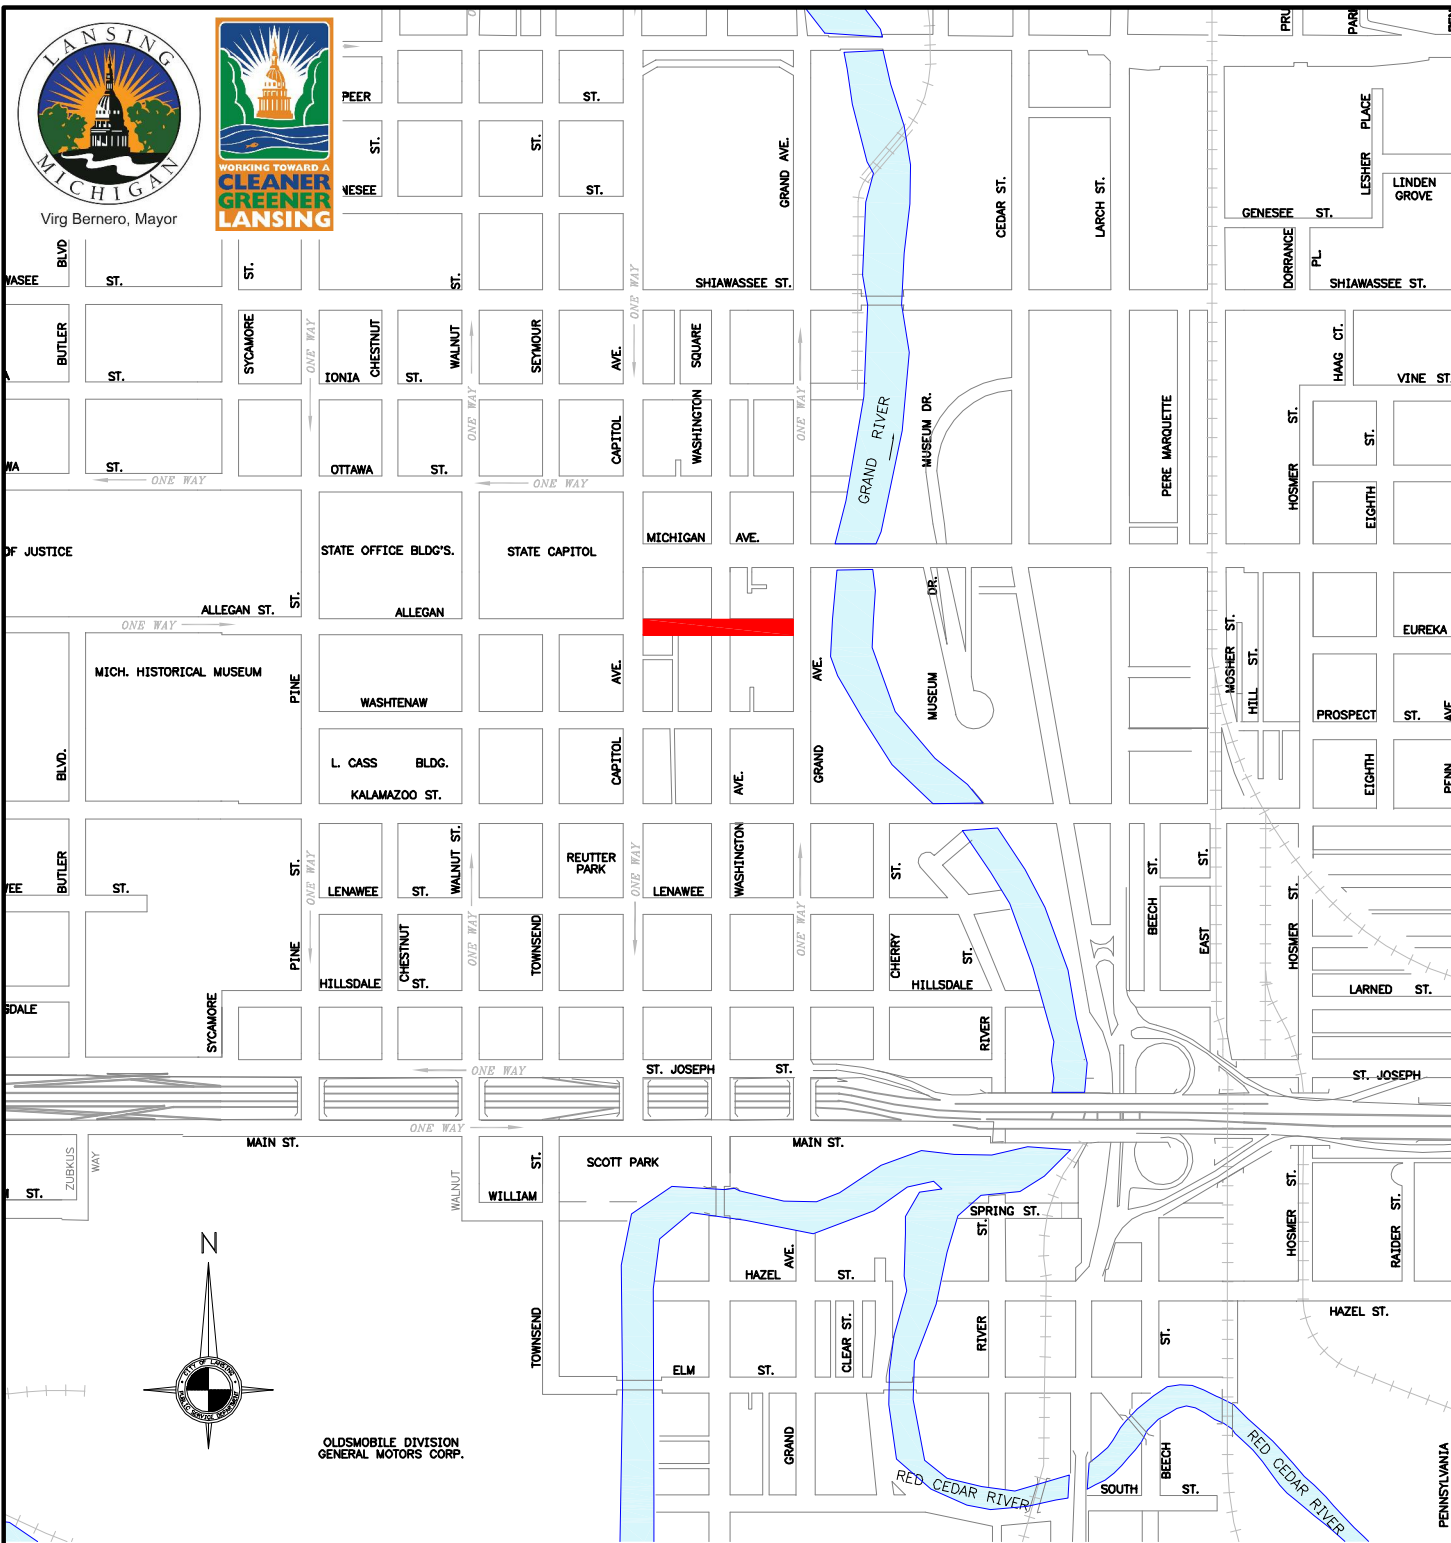 LANSING
MICHIGAN
Virg Bernero, Mayor
WORKING TOWARD A
CLEANER
GREENER
LANSING
PEER
ST.
ST.
ST.
NESEE
ST.
GRAND AVE.
CEDAR ST.
LARCH ST.
PRU
PARK
LESHER PLACE
LINDEN
GROVE
GENESEE ST.
DORRANCE
PL.
SHIAWASSEE ST.
BLVD
WASEE
ST.
ST.
ST.
SHIAWASSEE ST.
ONE WAY
BUTLER
SYCAMORE
ONE WAY
CHESTNUT
WALNUT
ONE WAY
SEYMOUR
AVE.
SQUARE
ONE WAY
ST.
IONIA
ST.
HAAG CT.
VINE ST.
WA
ST.
ONE WAY
OTTAWA
ST.
ONE WAY
CAPITOL
WASHINGTON
GRAND RIVER
MUSEUM DR.
PERE MARQUETTE
HOSMER ST.
EIGHTH ST.
OF JUSTICE
STATE OFFICE BLDG'S.
STATE CAPITOL
MICHIGAN AVE.
ALLEGAN ST.
ST.
ALLEGAN
ONE WAY
DR.
MUSEUM
MOSHER ST.
HILL ST.
EUREKA
MICH. HISTORICAL MUSEUM
PINE
WASHTENAW
AVE.
AVE.
PROSPECT ST.
AVE
BLVD.
L. CASS BLDG.
KALAMAZOO ST.
CAPITOL
AVE.
GRAND
EIGHTH
PENN
BUTLER
ST.
ST.
ONE WAY
LENAWEE ST.
WALNUT ST.
REUTTER
PARK
ONE WAY
LENAWEE
WASHINGTON
ST.
BEECH ST.
ST.
HOSMER ST.
PINE
CHESTNUT
HILLSDALE ST.
ONE WAY
TOWNSEND
ONE WAY
CHERRY
HILLSDALE
ST.
EAST
LARNED ST.
SDALE
SYCAMORE
RIVER
ONE WAY
ST. JOSEPH ST.
ST. JOSEPH
ONE WAY
MAIN ST.
MAIN ST.
ZUBKUS
WAY
ST.
WALNUT
ST.
WILLIAM
SCOTT PARK
SPRING ST.
ST.
HOSMER ST.
RAIDER ST.
N
AVE.
HAZEL ST.
HAZEL ST.
TOWNSEND
CLEAR ST.
RIVER
ST.
ELM ST.
CITY OF LANSING
PUBLIC SERVICE DEPARTMENT
OLDSMOBILE DIVISION
GENERAL MOTORS CORP.
GRAND
RED CEDAR RIVER
SOUTH ST.
BEECH
RED CEDAR RIVER
PENNSYLVANIA